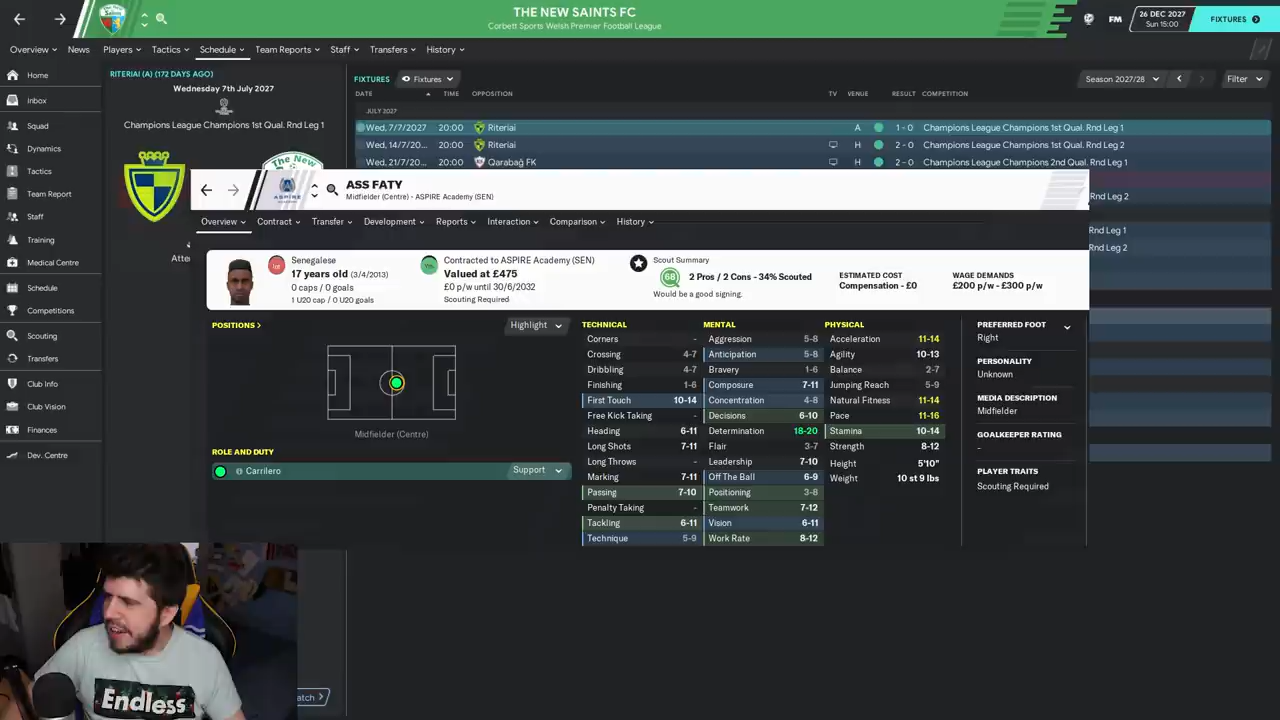 THE NEW SAINTS FC
Corbett Sports Welsh Premier Football League
FM
26 DEC 2027
Sun 15:00
FIXTURES
Overview
News
Players
Tactics
Schedule
Team Reports
Staff
Transfers
History
Home
Inbox
Squad
Dynamics
Tactics
Team Report
Staff
Training
Medical Centre
Schedule
Competitions
Scouting
Transfers
Club Info
Club Vision
Finances
Dev. Centre
RITERIAI (A) (172 DAYS AGO)
Wednesday 7th July 2027
Champions League Champions 1st Qual. Rnd Leg 1
The New
FIXTURES
Fixtures
Season 2027/28
Filter
DATE TIME OPPOSITION TV VENUE RESULT COMPETITION
JULY 2027
Wed, 7/7/2027 20:00 Riteriai A 1 - 0 Champions League Champions 1st Qual. Rnd Leg 1
Wed, 14/7/20... 20:00 Riteriai H 2 - 0 Champions League Champions 1st Qual. Rnd Leg 2
Wed, 21/7/20... 20:00 Qarabağ FK H 2 - 0 Champions League Champions 2nd Qual. Rnd Leg 1
Rnd Leg 2
Rnd Leg 1
Rnd Leg 2
ASPIRE
ASS FATY
Midfielder (Centre) - ASPIRE Academy (SEN)
Overview
Contract
Transfer
Development
Reports
Interaction
Comparison
History
Senegalese
17 years old (3/4/2013)
0 caps / 0 goals
1 U20 cap / 0 U20 goals
Contracted to ASPIRE Academy (SEN)
Valued at £475
£0 p/w until 30/6/2032
Scouting Required
Scout Summary
68
2 Pros / 2 Cons - 34% Scouted
Would be a good signing.
ESTIMATED COST
Compensation - £0
WAGE DEMANDS
£200 p/w - £300 p/w
POSITIONS
Highlight
Midfielder (Centre)
ROLE AND DUTY
Carrilero
Support
TECHNICAL
Corners -
Crossing 4-7
Dribbling 4-7
Finishing 1-6
First Touch 10-14
Free Kick Taking -
Heading 6-11
Long Shots 7-11
Long Throws -
Marking 7-11
Passing 7-10
Penalty Taking -
Tackling 6-11
Technique 5-9
MENTAL
Aggression 5-8
Anticipation 5-8
Bravery 1-6
Composure 7-11
Concentration 4-8
Decisions 6-10
Determination 18-20
Flair 3-7
Leadership 7-10
Off The Ball 6-9
Positioning 3-8
Teamwork 7-12
Vision 6-11
Work Rate 8-12
PHYSICAL
Acceleration 11-14
Agility 10-13
Balance 2-7
Jumping Reach 5-9
Natural Fitness 11-14
Pace 11-16
Stamina 10-14
Strength 8-12
Height 5'10"
Weight 10 st 9 lbs
PREFERRED FOOT
Right
PERSONALITY
Unknown
MEDIA DESCRIPTION
Midfielder
GOALKEEPER RATING
-
PLAYER TRAITS
Scouting Required
Atte
atch
Endless